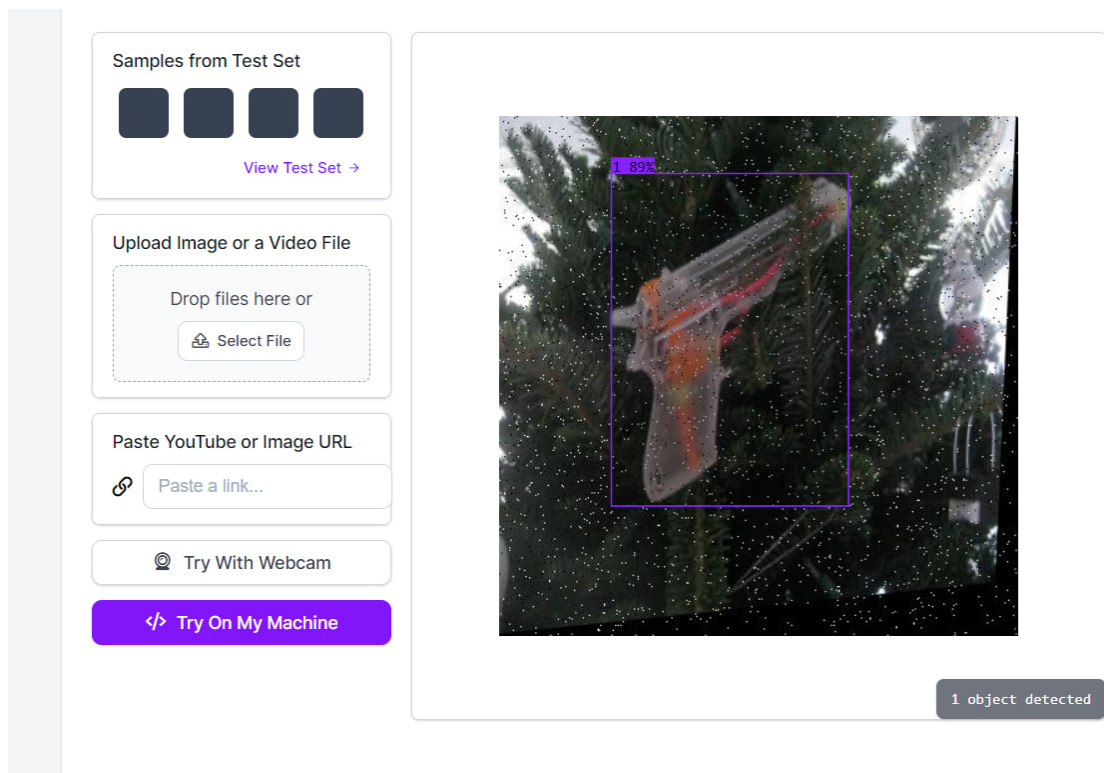 Samples from Test Set
View Test Set →
Upload Image or a Video File
Drop files here or
Select File
Paste YouTube or Image URL
Paste a link...
Try With Webcam
</> Try On My Machine
1 89%
1 object detected